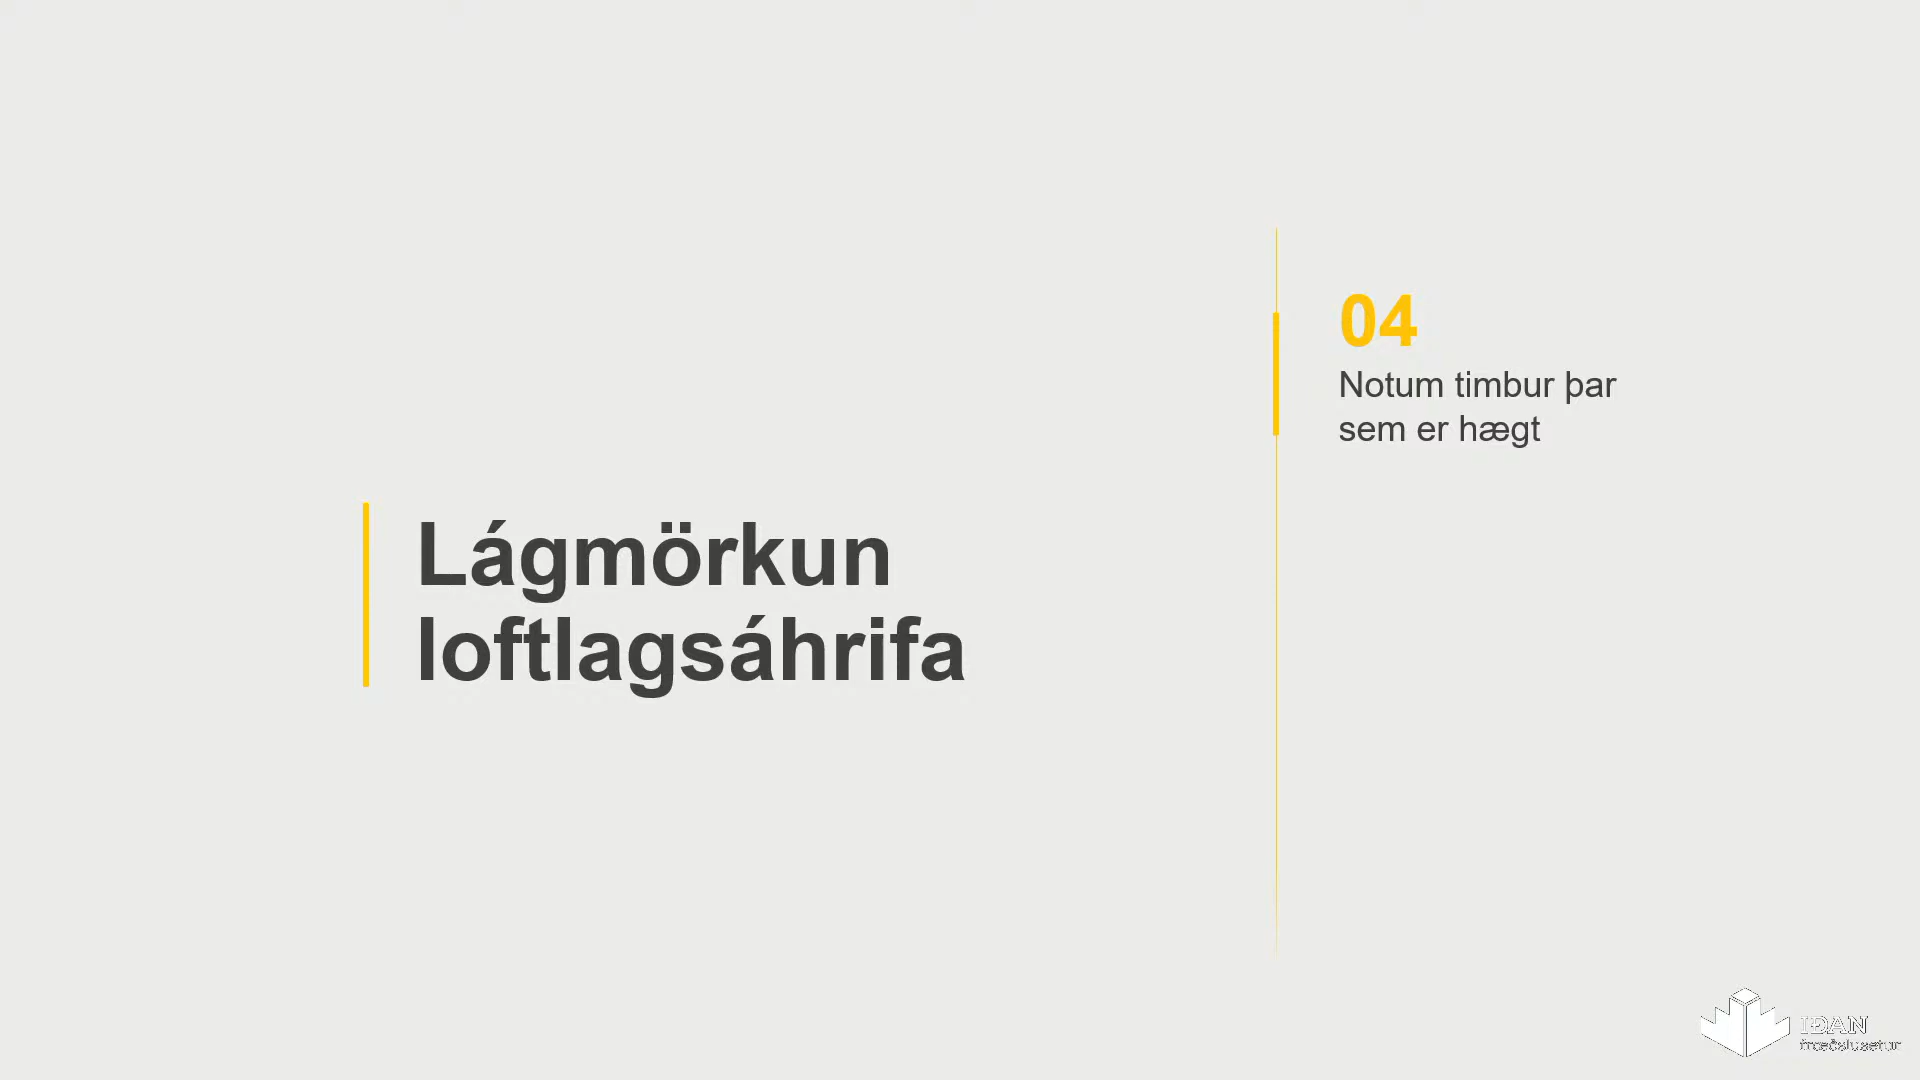 Lágmörkun
loftlagsáhrifa
04
Notum timbur þar
sem er hægt
IÐAN
fræðslusetur